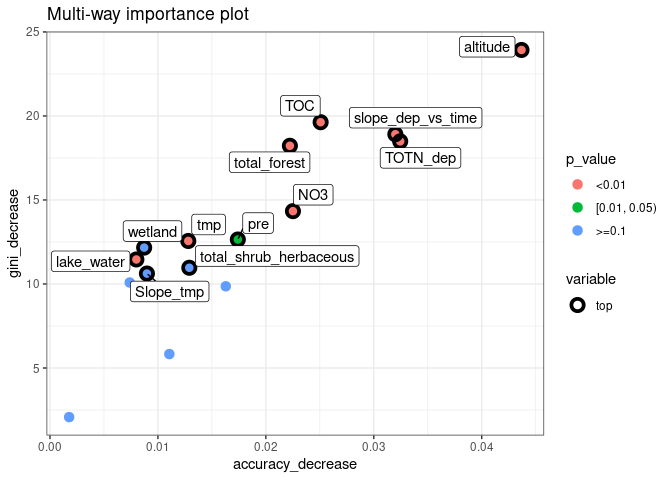 Multi-way importance plot
25
20
15
10
5
gini_decrease
altitude
TOC
slope_dep_vs_time
total_forest
TOTN_dep
NO3
wetland
tmp
pre
lake_water
total_shrub_herbaceous
Slope_tmp
0.00
0.01
0.02
0.03
0.04
accuracy_decrease
p_value
<0.01
[0.01, 0.05)
>=0.1
variable
top